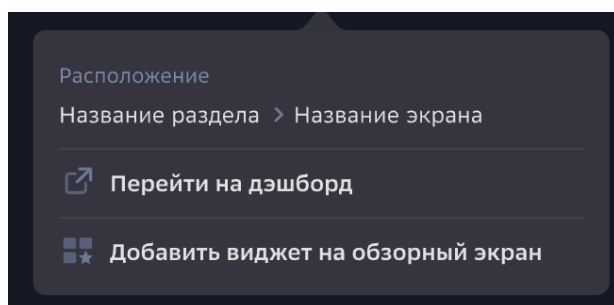 Расположение
Название раздела > Название экрана
Перейти на дэшборд
Добавить виджет на обзорный экран